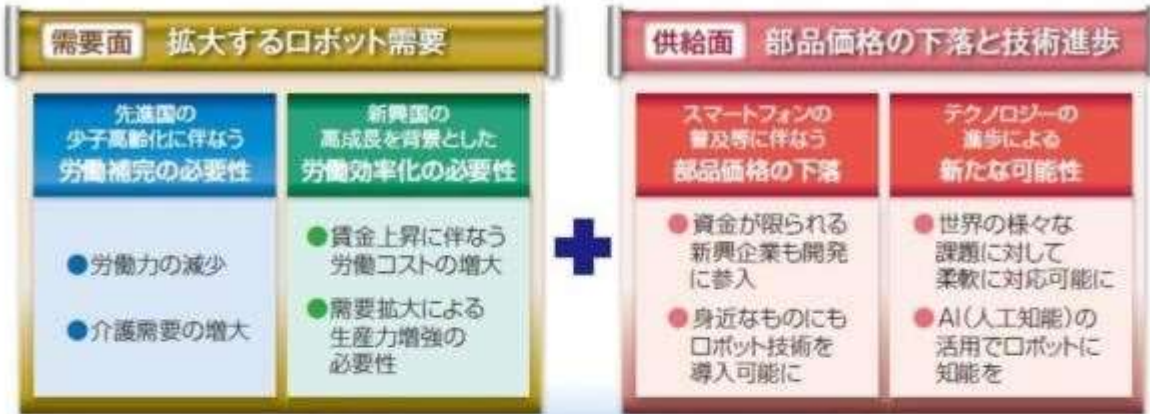 需要面 拡大するロボット需要
先進国の
少子高齢化に伴なう
労働補完の必要性
●労働力の減少
●介護需要の増大
新興国の
高成長を背景とした
労働効率化の必要性
●賃金上昇に伴なう
労働コストの増大
●需要拡大による
生産力増強の
必要性
供給面 部品価格の下落と技術進歩
スマートフォンの
普及等に伴なう
部品価格の下落
●資金が限られる
新興企業も開発
に参入
●身近なものにも
ロボット技術を
導入可能に
テクノロジーの
進歩による
新たな可能性
●世界の様々な
課題に対して
柔軟に対応可能に
●AI(人工知能)の
活用でロボットに
知能を